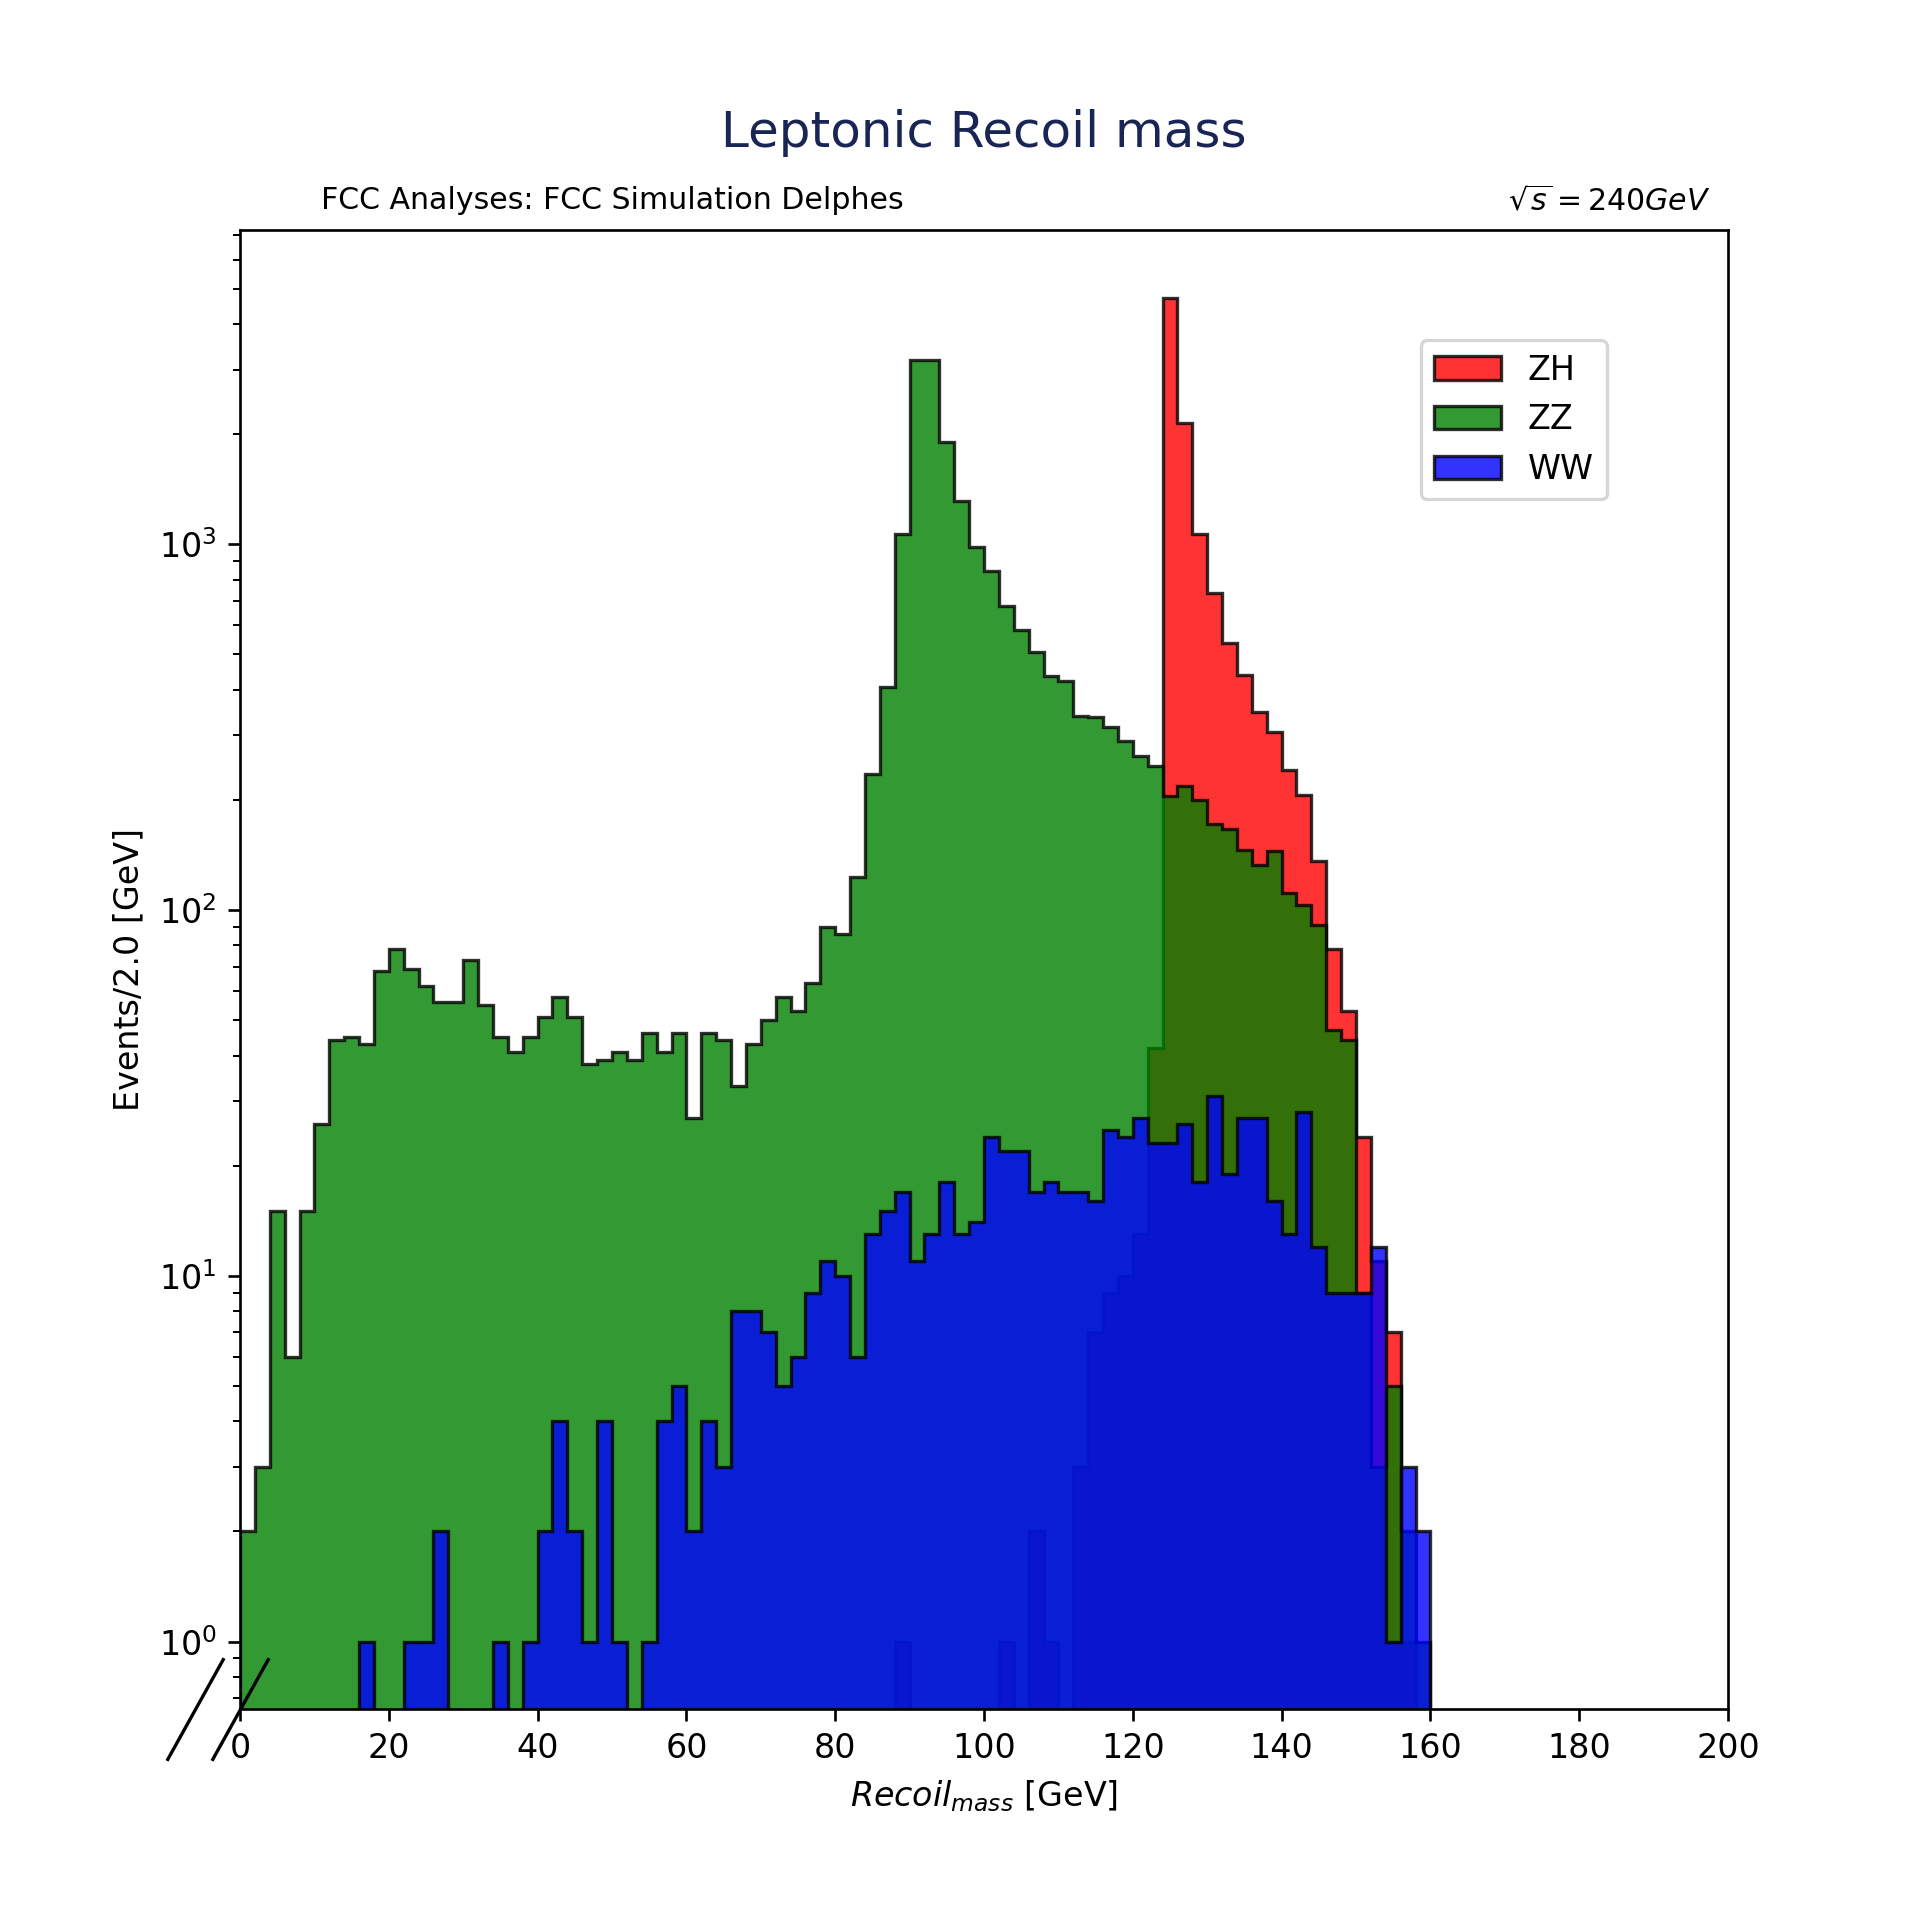 Leptonic Recoil mass
FCC Analyses: FCC Simulation Delphes
√s = 240GeV
ZH
ZZ
WW
Events/2.0 [GeV]
10³
10²
10¹
10⁰
0 20 40 60 80 100 120 140 160 180 200
Recoil_mass [GeV]